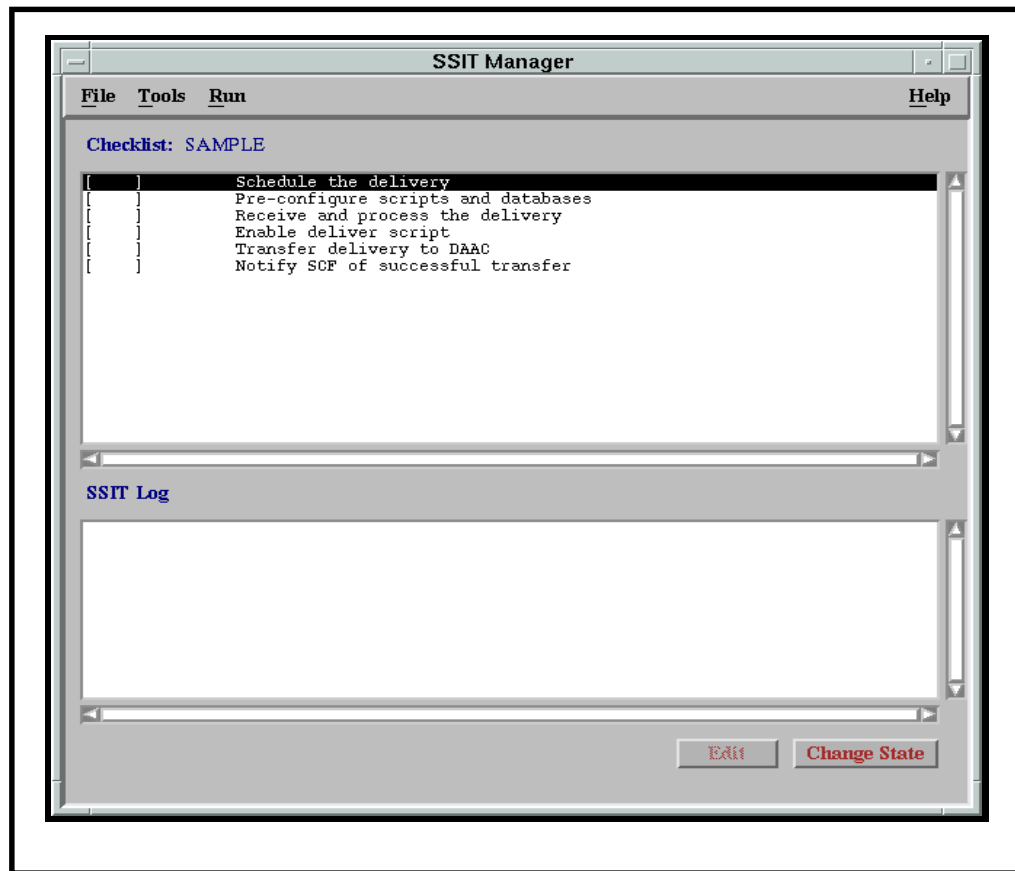 SSIT Manager
File Tools Run Help
Checklist: SAMPLE
[ ] Schedule the delivery
[ ] Pre-configure scripts and databases
[ ] Receive and process the delivery
[ ] Enable deliver script
[ ] Transfer delivery to DAAC
[ ] Notify SCF of successful transfer
SSIT Log
Edit Change State